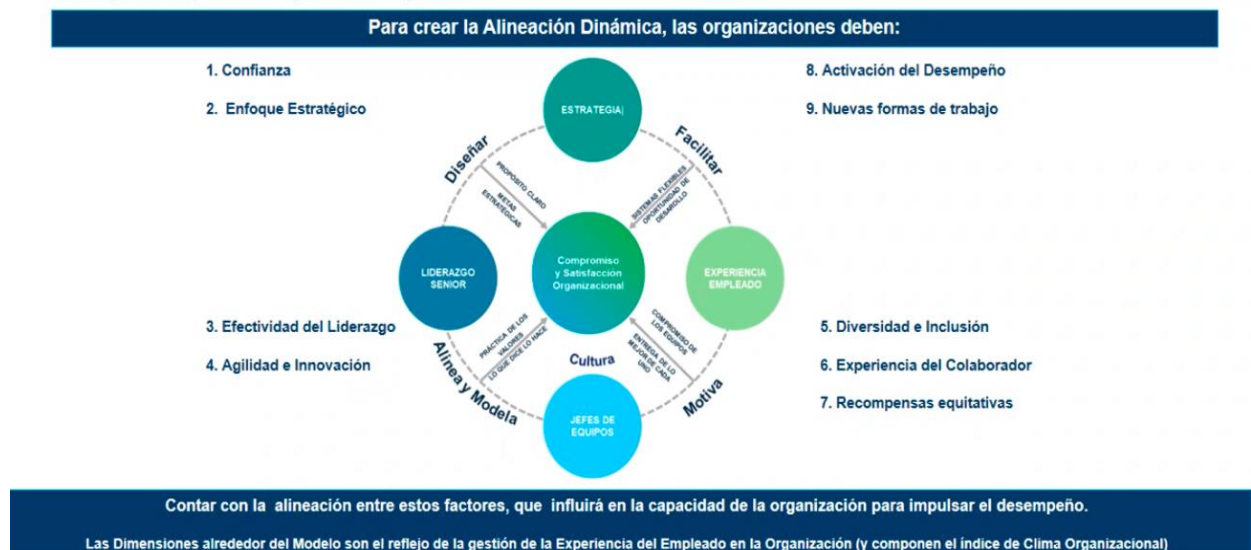 Para crear la Alineación Dinámica, las organizaciones deben:
1. Confianza
2. Enfoque Estratégico
8. Activación del Desempeño
9. Nuevas formas de trabajo
ESTRATEGIA|
Diseñar
Facilitar
PROPÓSITO CLARO
METAS
ESTRATÉGICAS
SISTEMAS FLEXIBLES
OPORTUNIDAD DE
DESAROLLO
LIDERAZGO
SENIOR
Compromiso
y Satisfacción
Organizacional
EXPERIENCIA
EMPLEADO
3. Efectividad del Liderazgo
4. Agilidad e Innovación
PRÁCTICA DE LOS
VALORES
LO QUE DICE LO HACE
COMPROMISO DE
LOS EQUIPOS
ENTREGA DE LO
MEJOR DE CADA
UNO
5. Diversidad e Inclusión
6. Experiencia del Colaborador
7. Recompensas equitativas
Alinea y Modela
Cultura
Motiva
JEFES DE
EQUIPOS
Contar con la alineación entre estos factores, que influirá en la capacidad de la organización para impulsar el desempeño.
Las Dimensiones alrededor del Modelo son el reflejo de la gestión de la Experiencia del Empleado en la Organización (y componen el índice de Clima Organizacional)